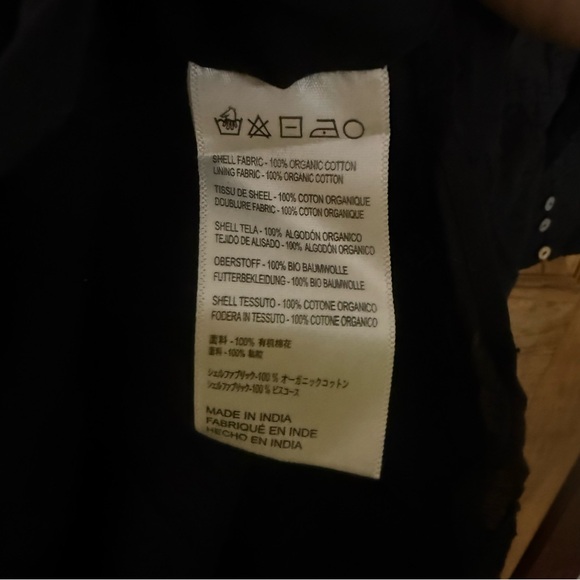 SHELL FABRIC - 100% ORGANIC COTTON
LINING FABRIC - 100% ORGANIC COTTON
TISSU DE SHEEL - 100% COTON ORGANIQUE
DCUBLURE FABRIC - 100% COTON ORGANIQUE
SHELL TELA - 100% ALGODÓN ORGANICO
TEJIDO DE ALISADO - 100% ALGODÓN ORGANICO
OBERSTOFF - 100% BIO BAUMWOLLE
FUTTERBEKLEIDUNG - 100% BIO BAUMWOLLE
SHELL TESSUTO - 100% COTONE ORGANICO
FODERA IN TESSUTO - 100% COTONE ORGANICO
面料 - 100% 有机棉花
面料 - 100%
シェルファブリック-100% オーガニックコットン
シェルファブリック-100% ビスコース
MADE IN INDIA
FABRIQUÉ EN INDE
HECHO EN INDIA